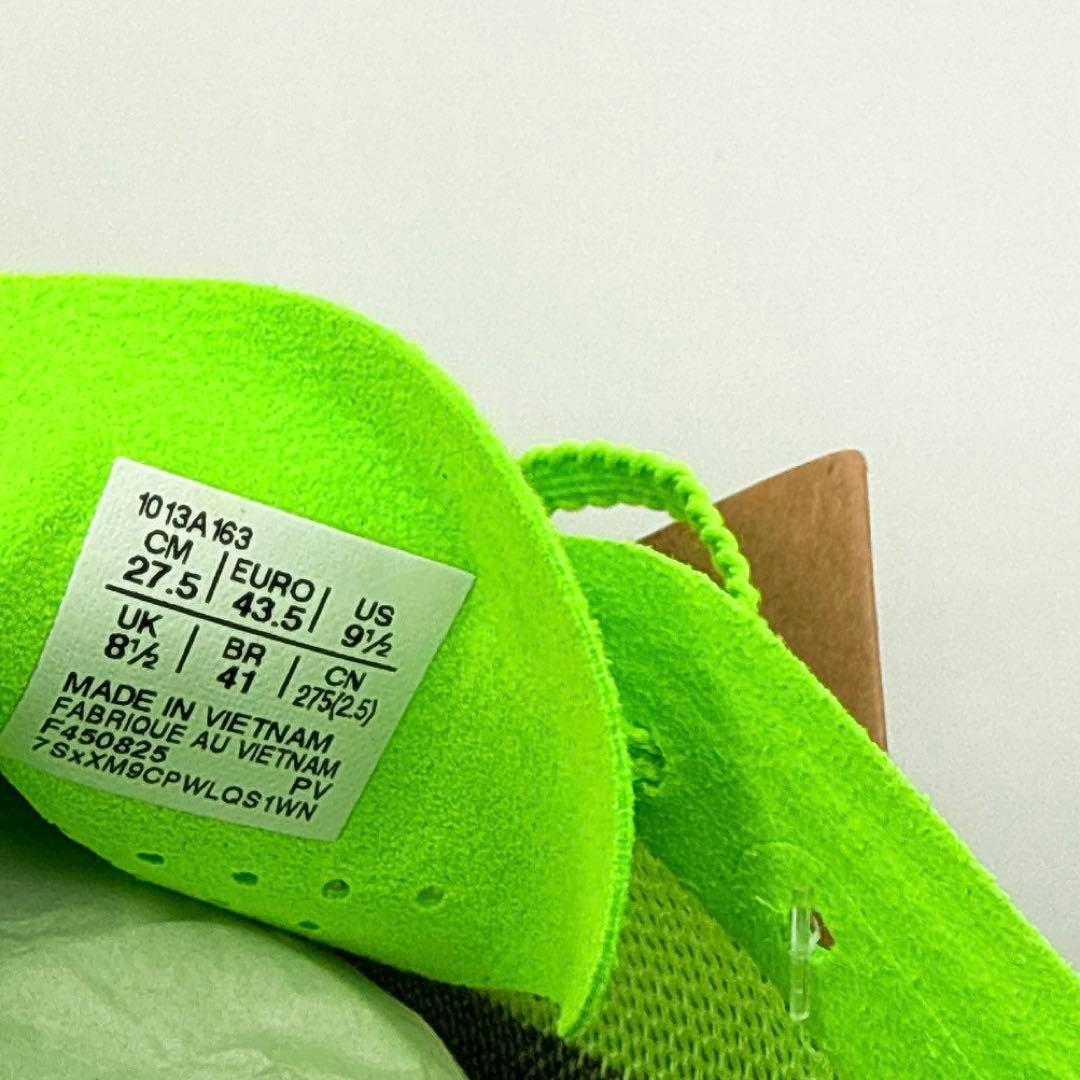 1013A163
CM | EURO | US
27.5 | 43.5 | 9½
UK | BR | CN
8½ | 41 | 275(2.5)
MADE IN VIETNAM
FABRIQUE AU VIETNAM
F450825 PV
7SxXM9CPWLQS1WN